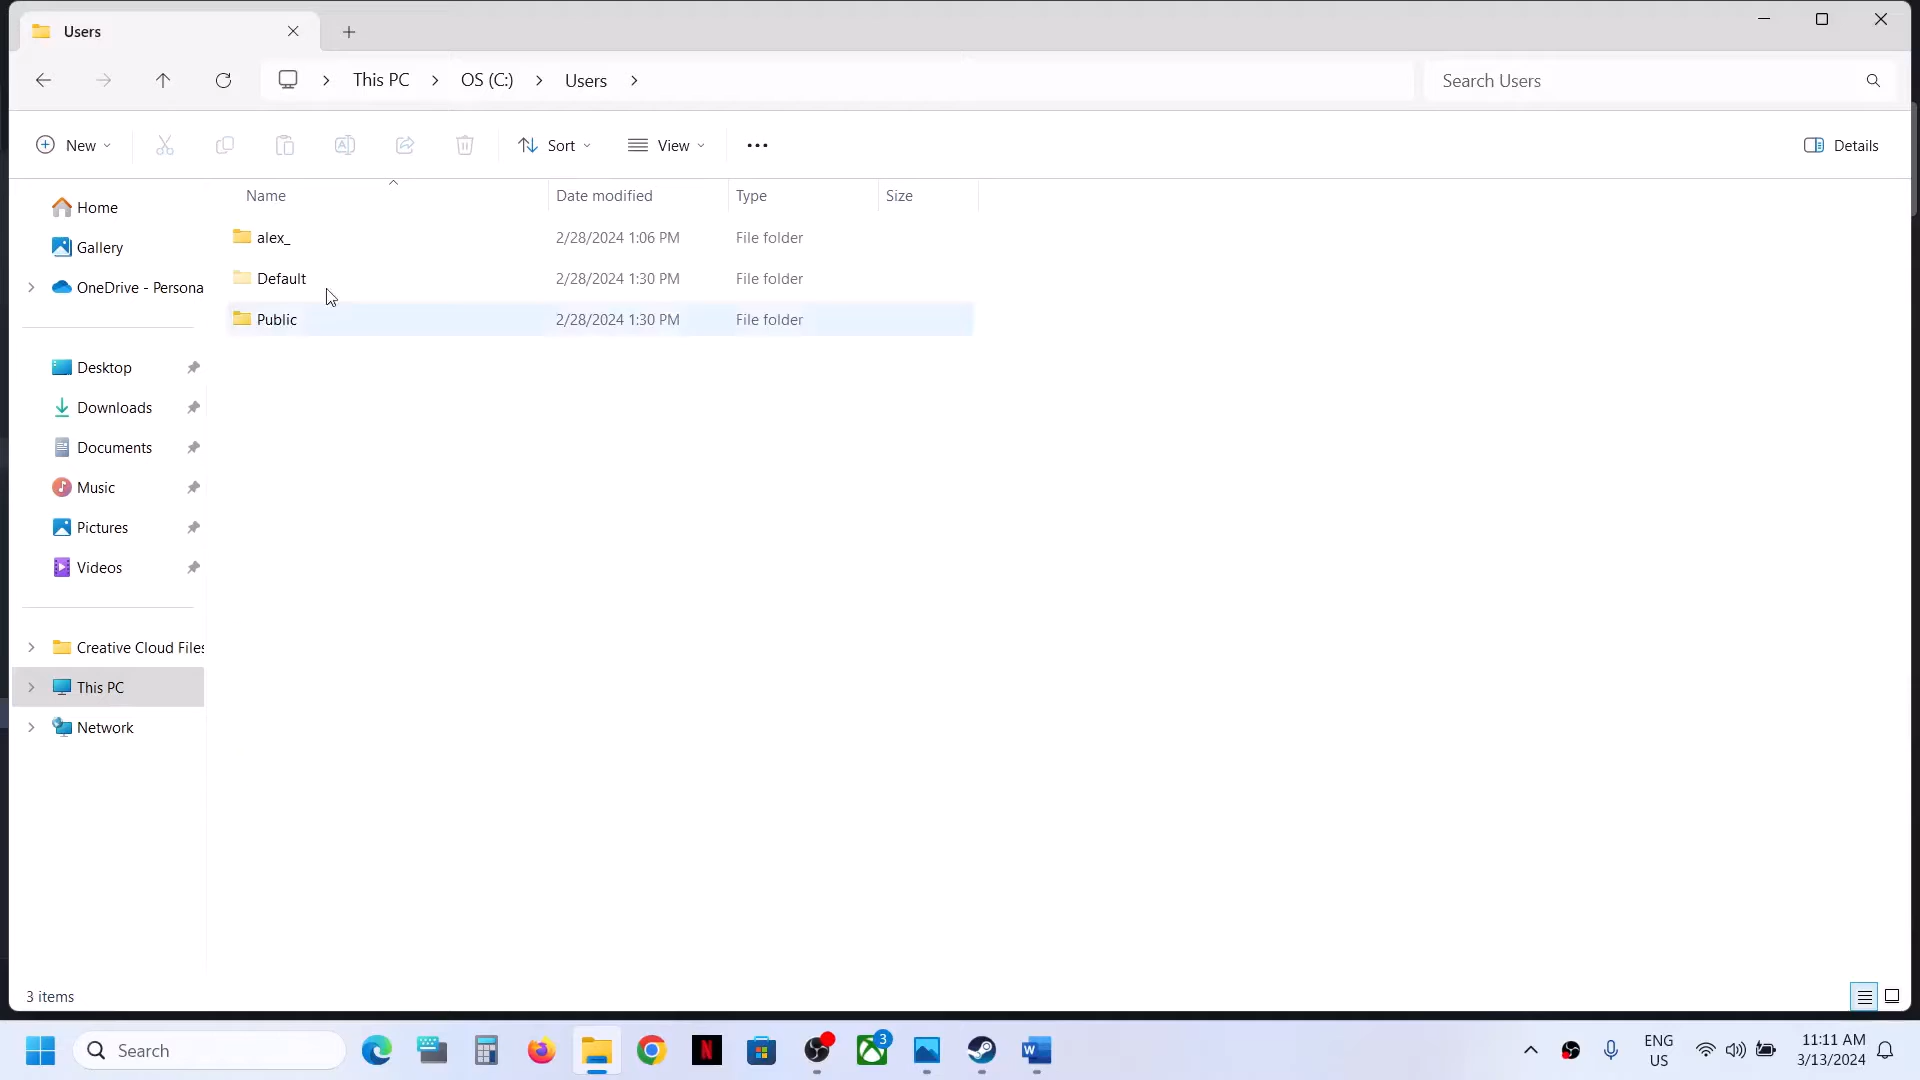 Users
This PC
OS (C:)
Users
Search Users
New
Sort
View
Details
Name
Date modified
Type
Size
Home
Gallery
OneDrive - Persona
Desktop
Downloads
Documents
Music
Pictures
Videos
Creative Cloud Files
This PC
Network
alex_ 2/28/2024 1:06 PM File folder
Default 2/28/2024 1:30 PM File folder
Public 2/28/2024 1:30 PM File folder
3 items
Search
3
ENG
US
11:11 AM
3/13/2024